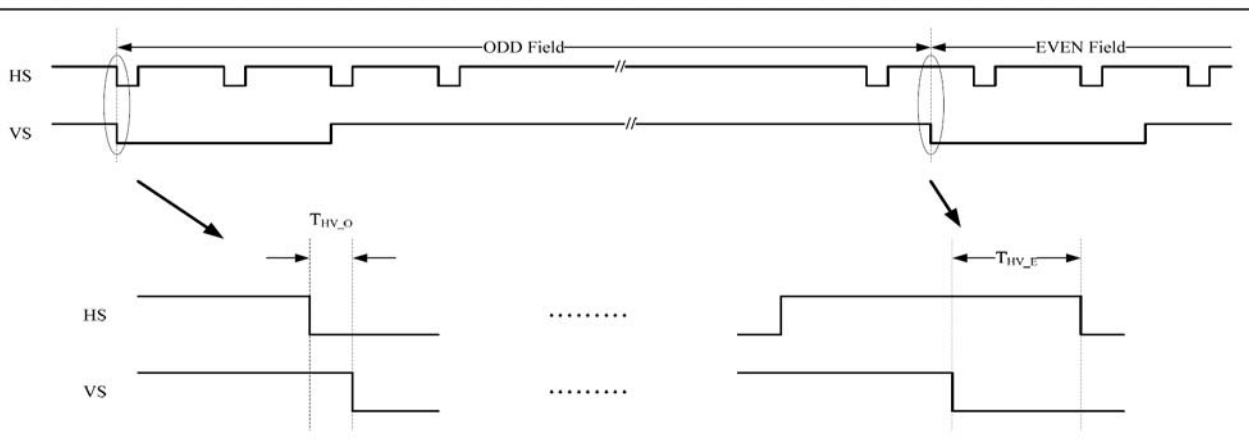 ODD Field
EVEN Field
HS
//
VS
//
THV_O
THV_E
HS
.........
VS
.........